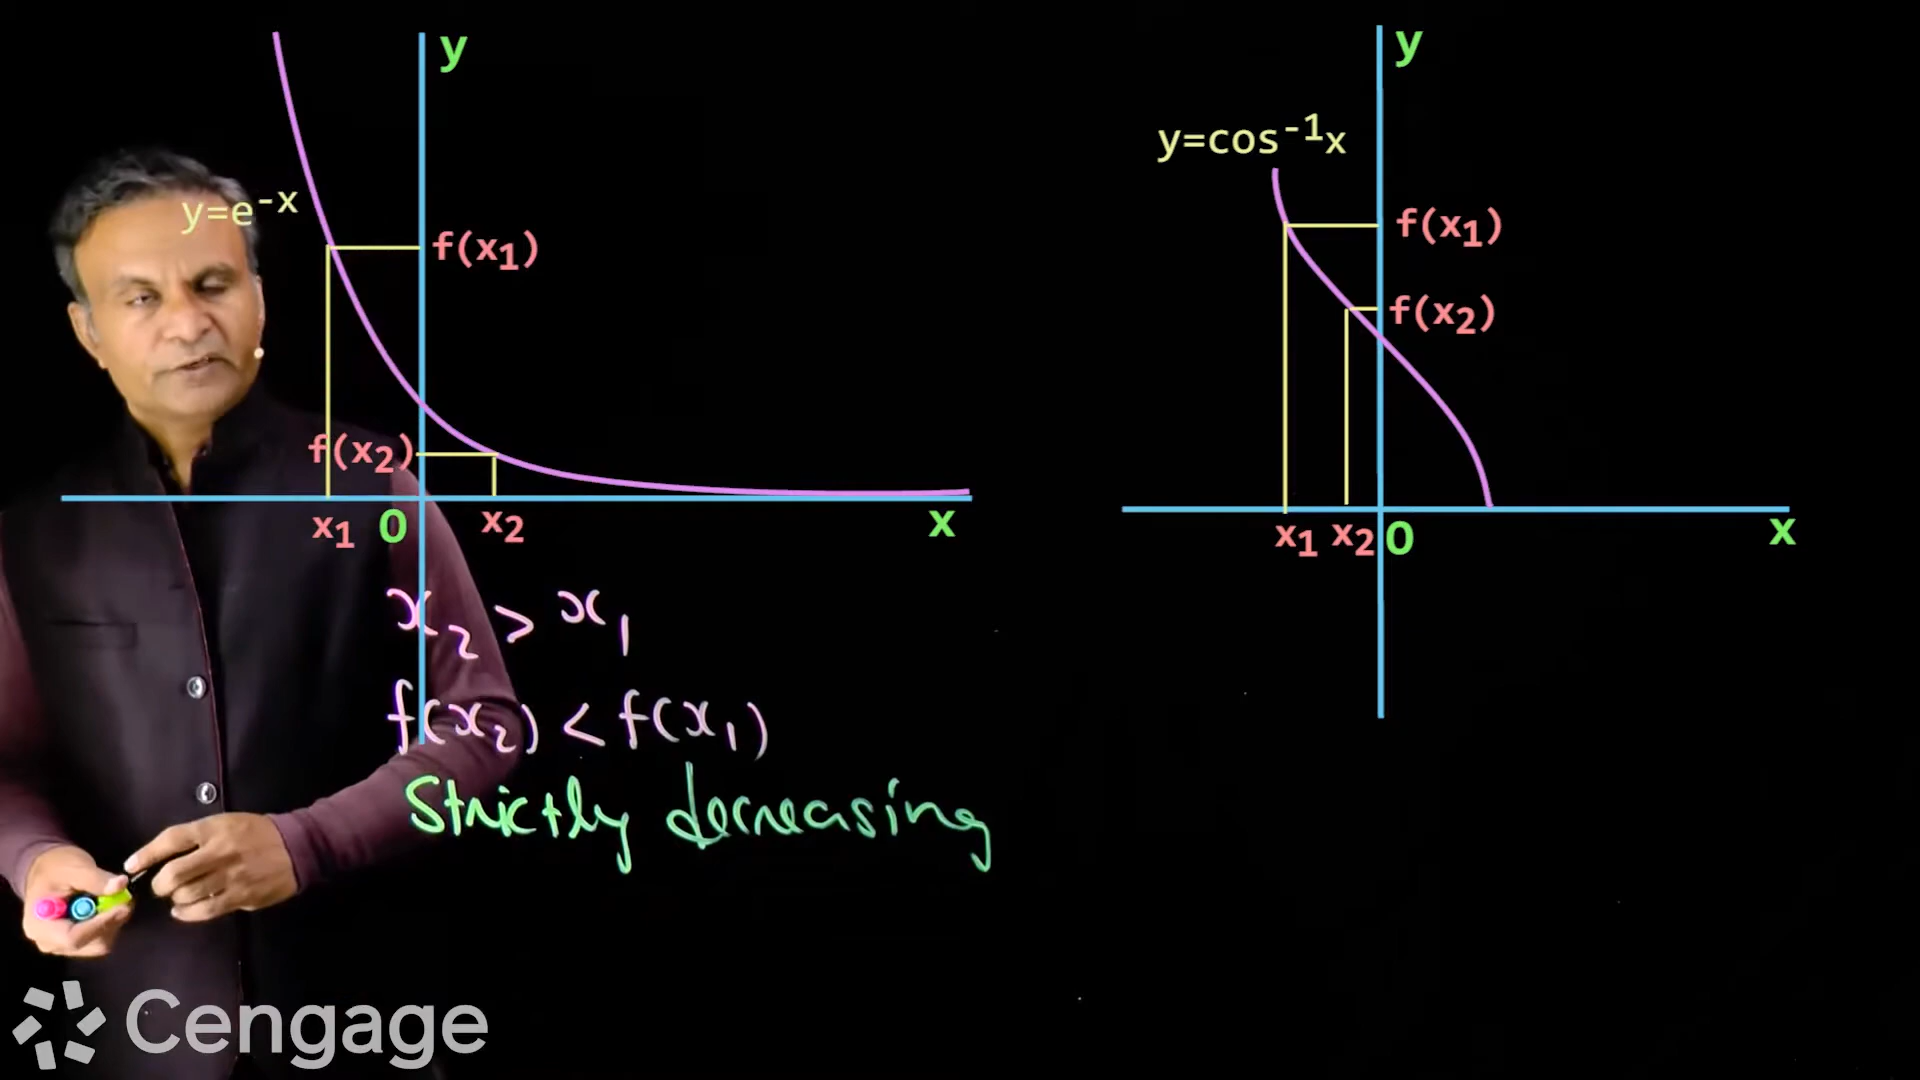 y
y=e⁻ˣ
f(x₁)
f(x₂)
x₁ 0 x₂ x
x₂ > x₁
f(x₂) < f(x₁)
Strictly decreasing
y
y=cos⁻¹x
f(x₁)
f(x₂)
x₁ x₂ 0 x
Cengage